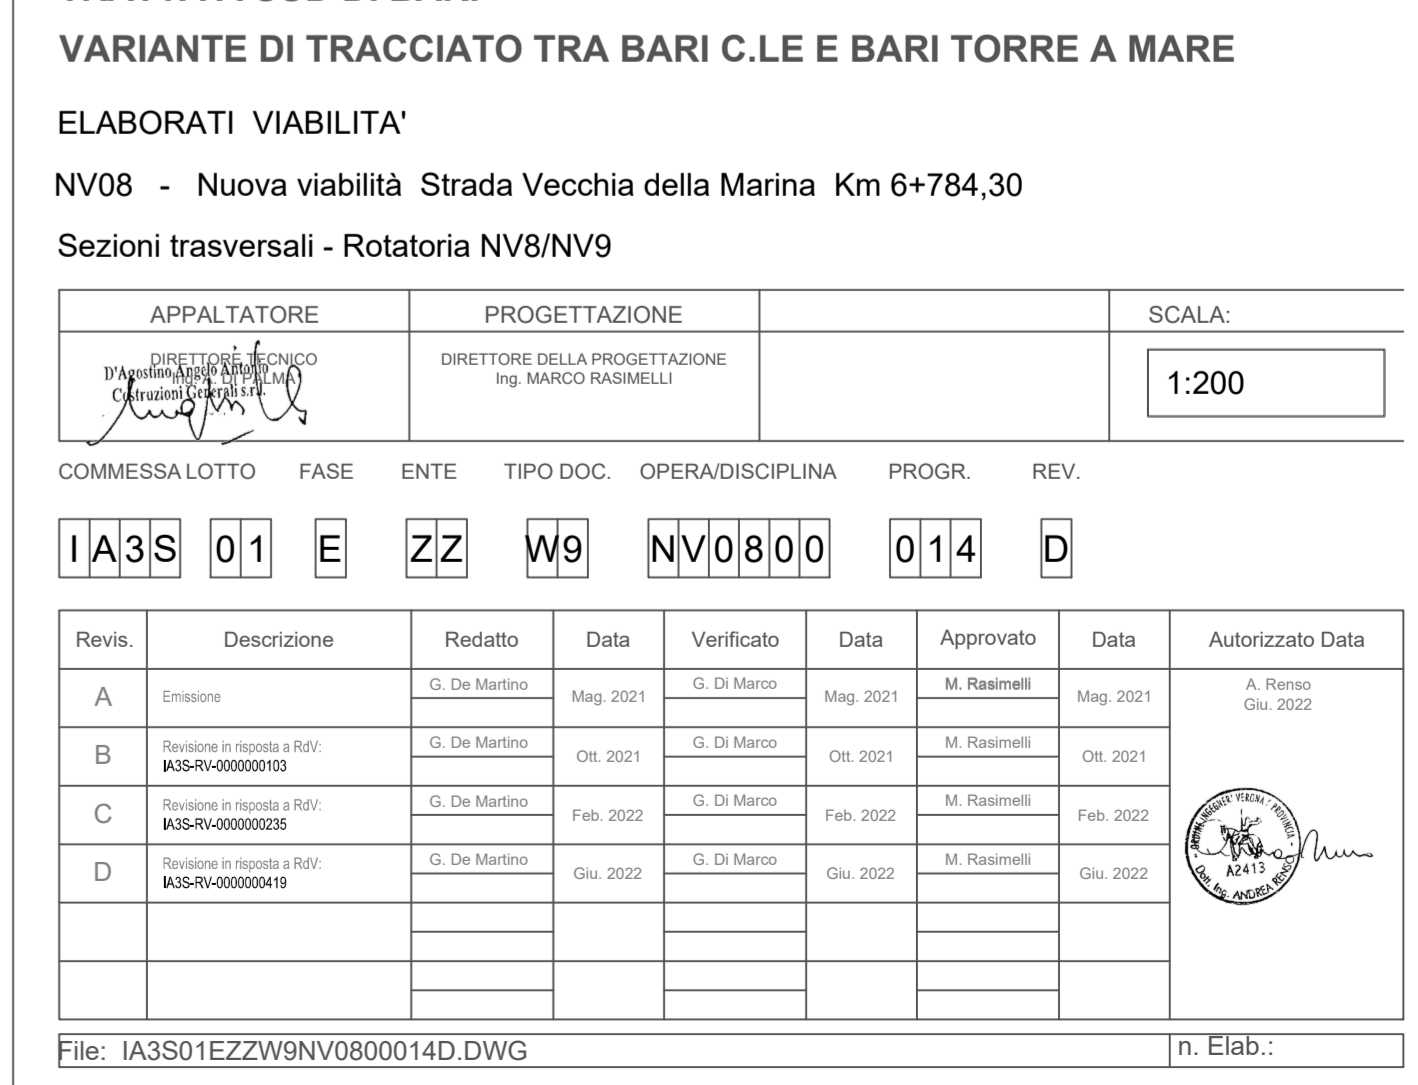 VARIANTE DI TRACCIATO TRA BARI C.LE E BARI TORRE A MARE
ELABORATI VIABILITA'
NV08 - Nuova viabilità Strada Vecchia della Marina Km 6+784,30
Sezioni trasversali - Rotatoria NV8/NV9
APPALTATORE PROGETTAZIONE SCALA:
DIRETTORE TECNICO
Ing. A. DI PALMA
D'Agostino Angelo Antonio
Costruzioni Generali s.r.l.
DIRETTORE DELLA PROGETTAZIONE
Ing. MARCO RASIMELLI
1:200
COMMESSA LOTTO FASE ENTE TIPO DOC. OPERA/DISCIPLINA PROGR. REV.
IA3S 01 E ZZ W9 NV0800 014 D
Revis. Descrizione Redatto Data Verificato Data Approvato Data Autorizzato Data
A Emissione G. De Martino Mag. 2021 G. Di Marco Mag. 2021 M. Rasimelli Mag. 2021
A. Renso
Giu. 2022
B Revisione in risposta a RdV: G. De Martino Ott. 2021 G. Di Marco Ott. 2021 M. Rasimelli Ott. 2021
IA3S-RV-0000000103
C Revisione in risposta a RdV: G. De Martino Feb. 2022 G. Di Marco Feb. 2022 M. Rasimelli Feb. 2022
IA3S-RV-0000000235
D Revisione in risposta a RdV: G. De Martino Giu. 2022 G. Di Marco Giu. 2022 M. Rasimelli Giu. 2022
IA3S-RV-0000000419
VERONA
PROVINCIA
A2413
Dott. Ing. ANDREA RENSO
File: IA3S01EZZW9NV0800014D.DWG n. Elab.: